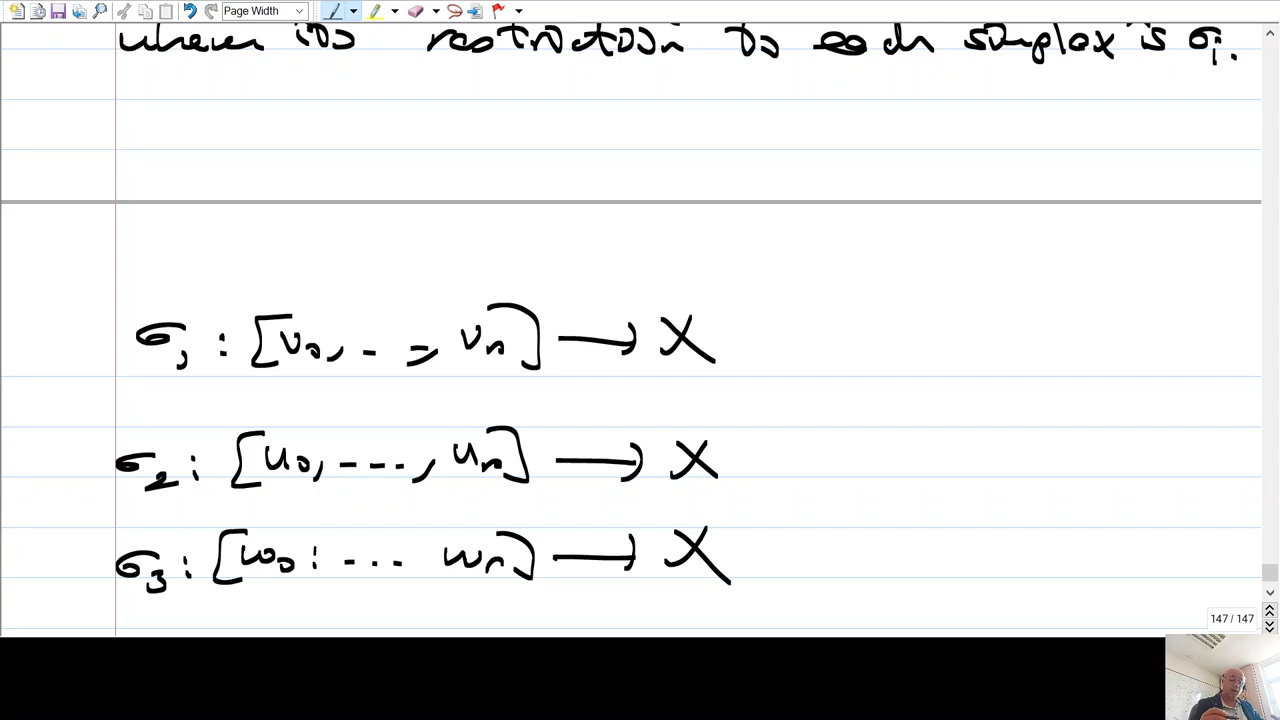 Page Width
where its restriction to each simplex is σᵢ.
σ₁ : [v₀, - -, vₙ] ⟶ X
σ₂ : [u₀, ---, uₙ] ⟶ X
σ₃ : [w₀ : ... wₙ] ⟶ X
147 / 147